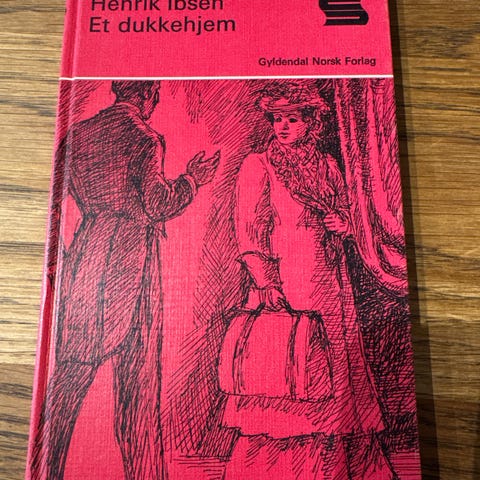 Henrik Ibsen
Et dukkehjem
Gyldendal Norsk Forlag